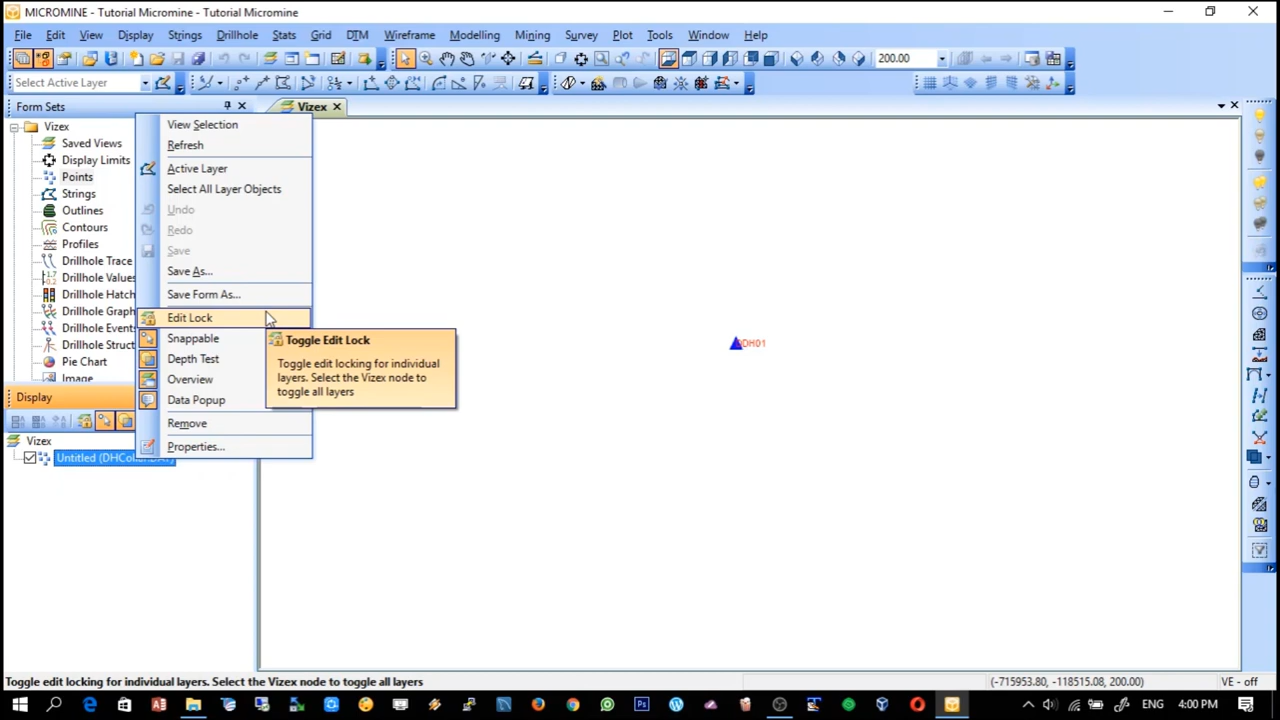 MICROMINE - Tutorial Micromine - Tutorial Micromine
File Edit View Display Strings Drillhole Stats Grid DTM Wireframe Modelling Mining Survey Plot Tools Window Help
200.00
Select Active Layer
Form Sets
Vizex
Vizex
Saved Views
Display Limits
Points
Strings
Outlines
Contours
Profiles
Drillhole Trace
Drillhole Values
Drillhole Hatch
Drillhole Graph
Drillhole Events
Drillhole Struct
Pie Chart
Image
View Selection
Refresh
Active Layer
Select All Layer Objects
Undo
Redo
Save
Save As...
Save Form As...
Edit Lock
Snappable
Depth Test
Overview
Data Popup
Remove
Properties...
Toggle Edit Lock
Toggle edit locking for individual
layers. Select the Vizex node to
toggle all layers
DH01
Display
Vizex
Untitled (DHCollar.DAT)
Toggle edit locking for individual layers. Select the Vizex node to toggle all layers
(-715953.80, -118515.08, 200.00)
VE - off
ENG 4:00 PM